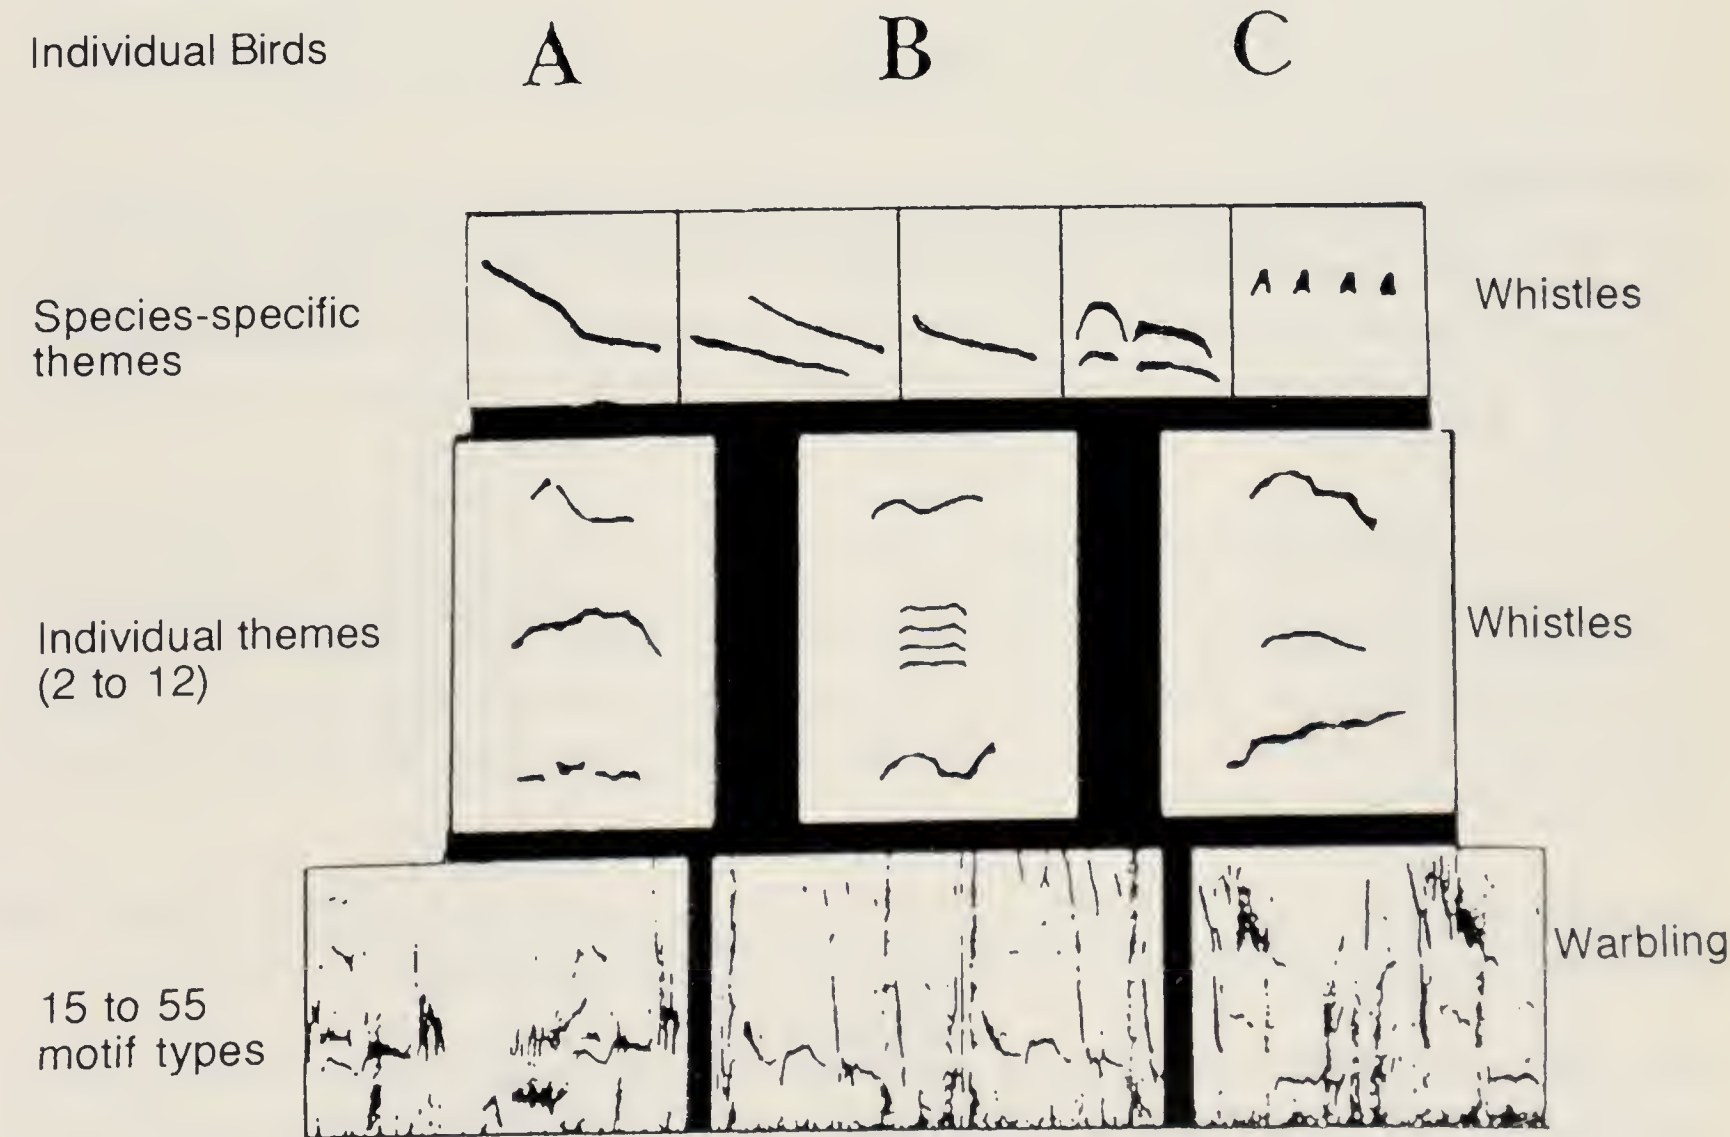 Individual Birds A B C
Species-specific
themes
Whistles
Individual themes
(2 to 12)
Whistles
Warbling
15 to 55
motif types